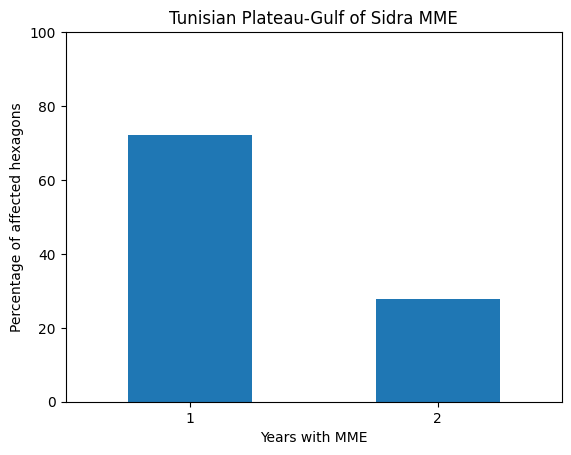 Tunisian Plateau-Gulf of Sidra MME
100
80
60
40
20
0
Percentage of affected hexagons
1 2
Years with MME